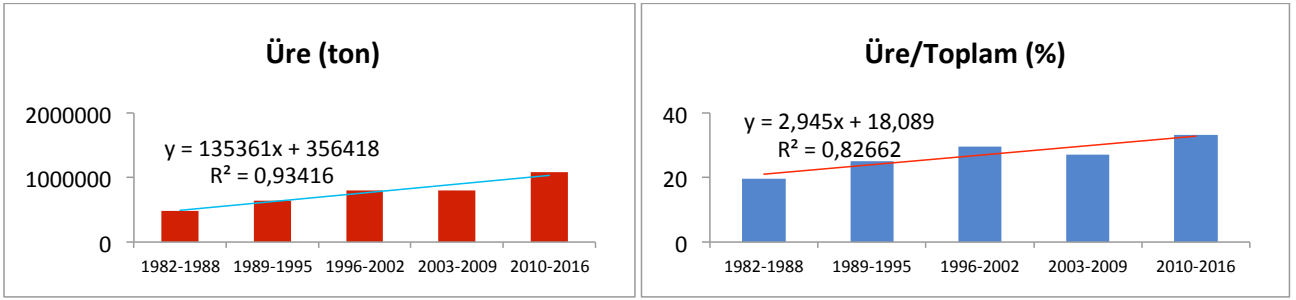 Üre (ton)
2000000
1000000
0
y = 135361x + 356418
R² = 0,93416
1982-1988 1989-1995 1996-2002 2003-2009 2010-2016
Üre/Toplam (%)
40
20
0
y = 2,945x + 18,089
R² = 0,82662
1982-1988 1989-1995 1996-2002 2003-2009 2010-2016